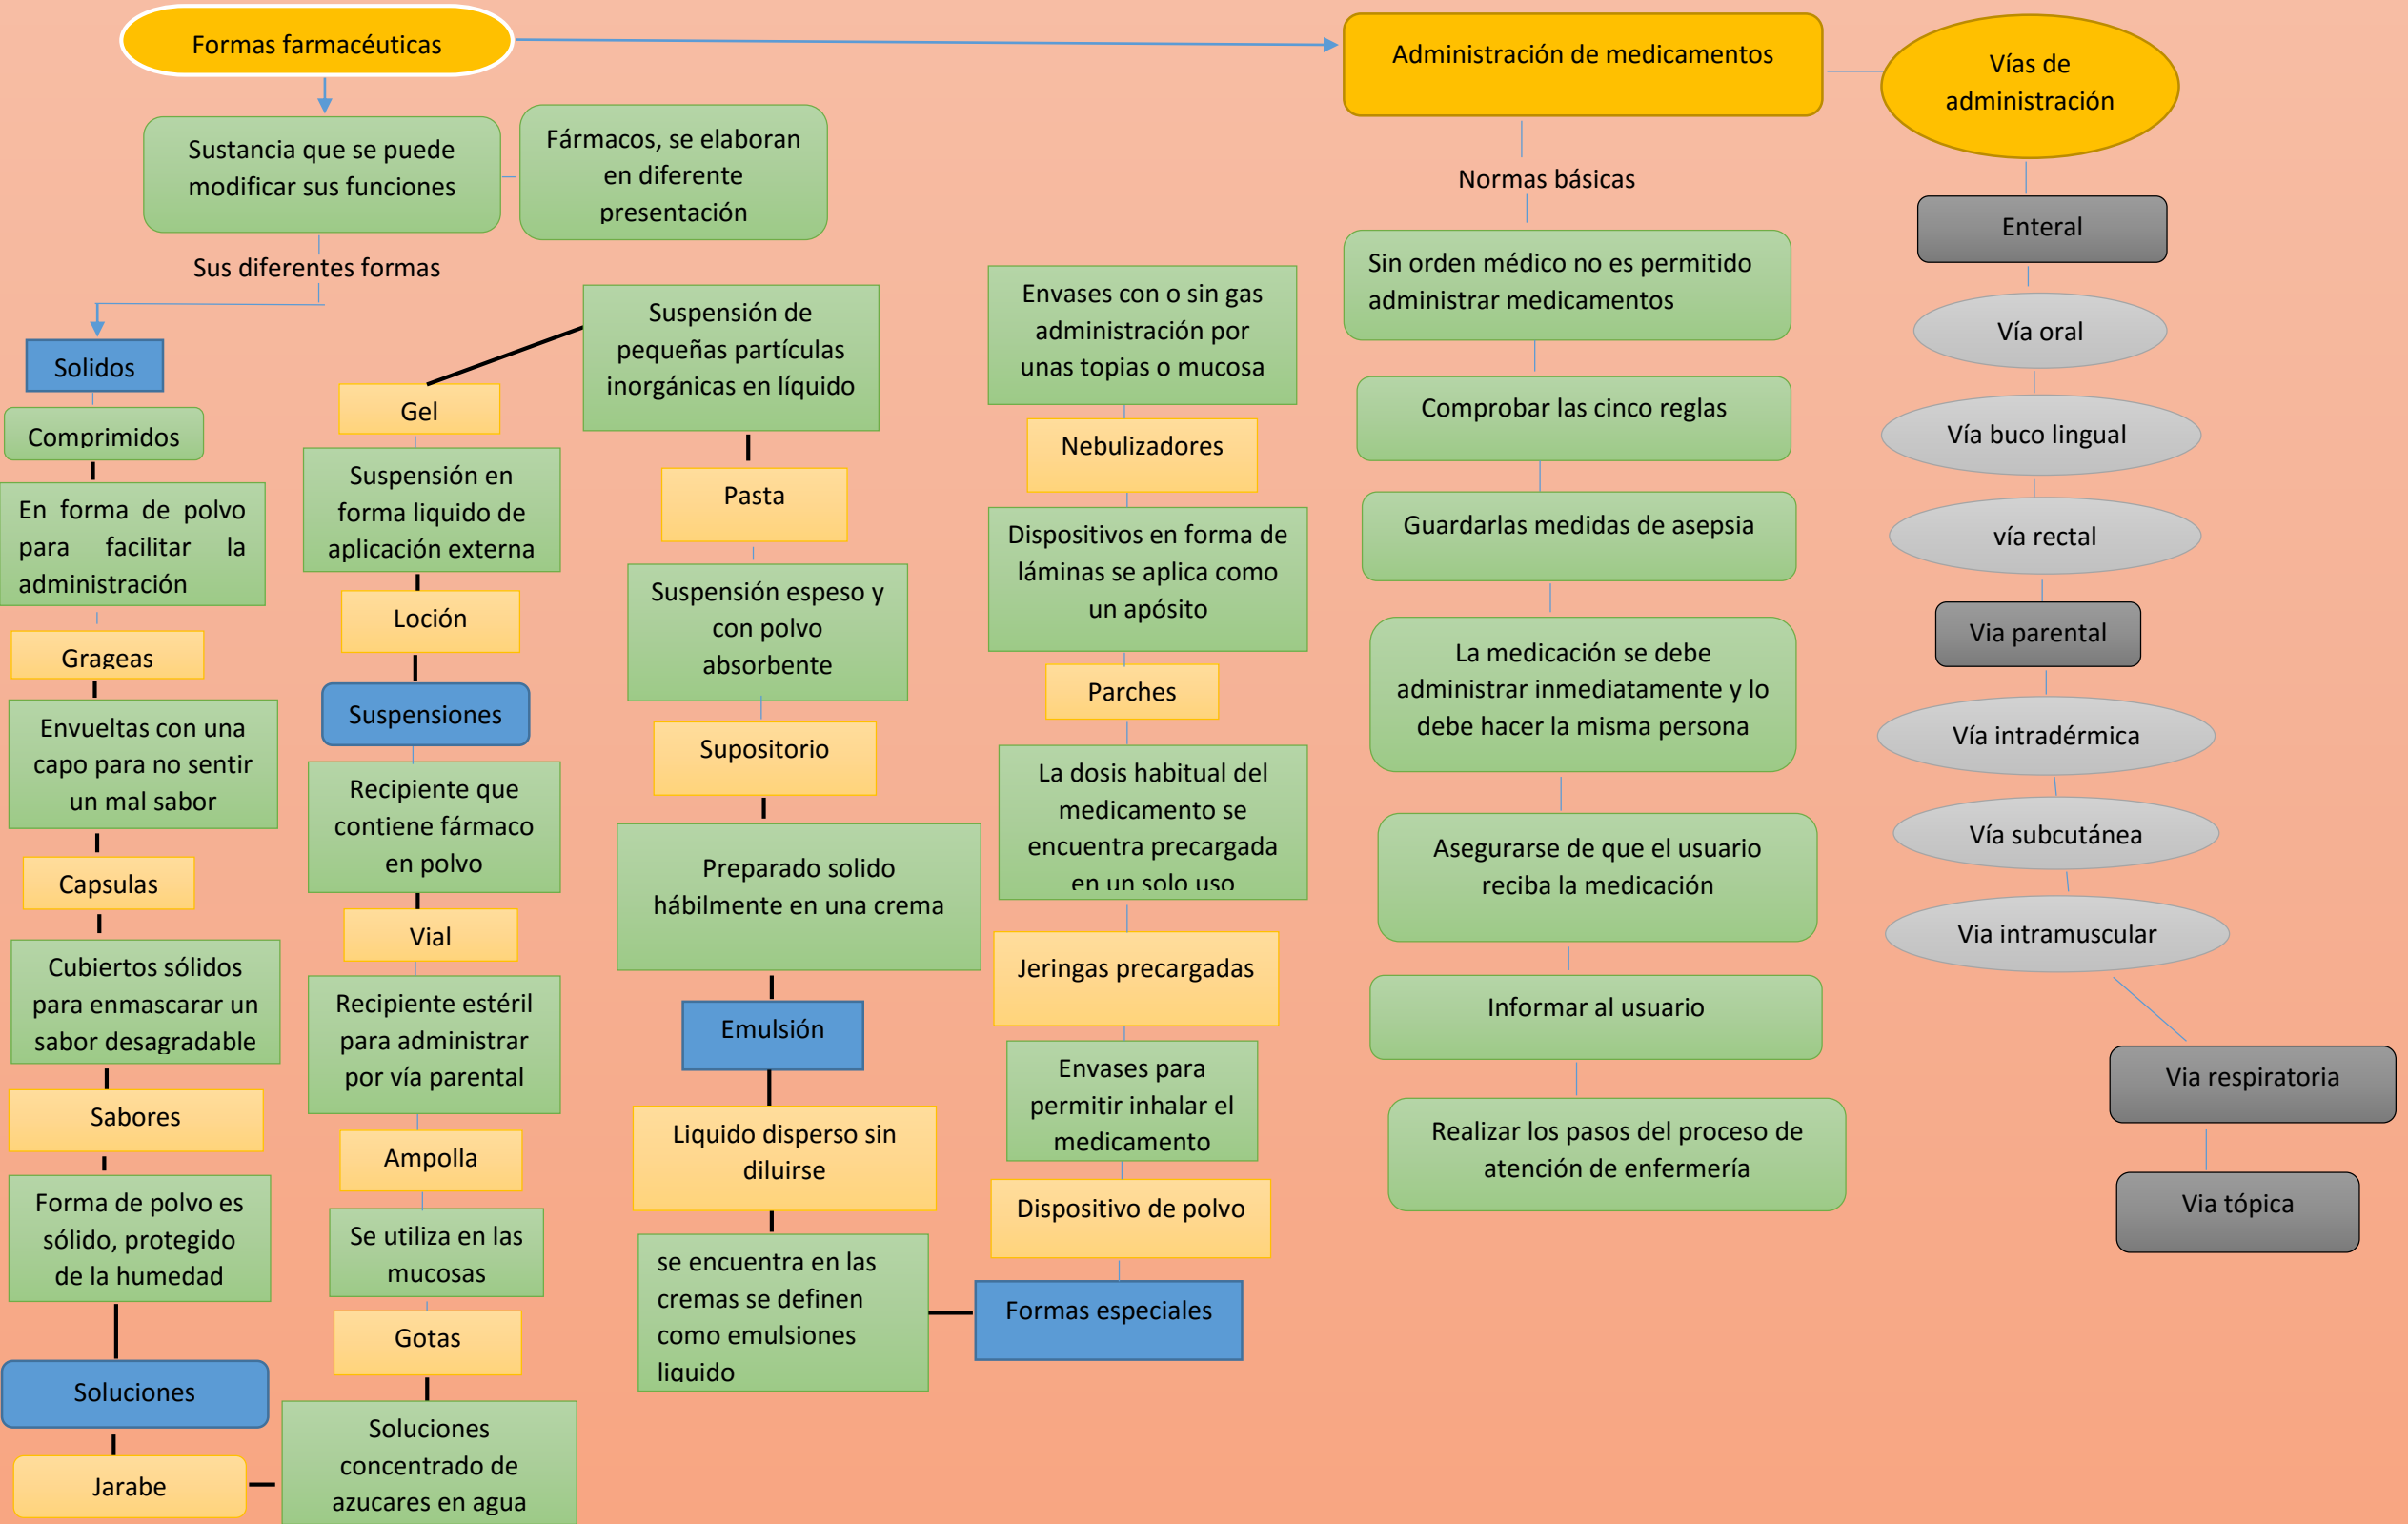 Formas farmacéuticas
Sustancia que se puede
modificar sus funciones
Fármacos, se elaboran
en diferente
presentación
Sus diferentes formas
Solidos
Comprimidos
En forma de polvo
para facilitar la
administración
Grageas
Envueltas con una
capo para no sentir
un mal sabor
Capsulas
Cubiertos sólidos
para enmascarar un
sabor desagradable
Sabores
Forma de polvo es
sólido, protegido
de la humedad
Soluciones
Jarabe
Soluciones
concentrado de
azucares en agua
Gotas
Se utiliza en las
mucosas
Ampolla
Recipiente estéril
para administrar
por vía parental
Vial
Recipiente que
contiene fármaco
en polvo
Suspensiones
Loción
Suspensión en
forma liquido de
aplicación externa
Gel
Suspensión de
pequeñas partículas
inorgánicas en líquido
Pasta
Suspensión espeso y
con polvo
absorbente
Supositorio
Preparado solido
hábilmente en una crema
Emulsión
Liquido disperso sin
diluirse
se encuentra en las
cremas se definen
como emulsiones
liquido
Formas especiales
Dispositivo de polvo
Envases para
permitir inhalar el
medicamento
Jeringas precargadas
La dosis habitual del
medicamento se
encuentra precargada
en un solo uso
Parches
Dispositivos en forma de
láminas se aplica como
un apósito
Nebulizadores
Envases con o sin gas
administración por
unas topias o mucosa
Administración de medicamentos
Normas básicas
Sin orden médico no es permitido
administrar medicamentos
Comprobar las cinco reglas
Guardarlas medidas de asepsia
La medicación se debe
administrar inmediatamente y lo
debe hacer la misma persona
Asegurarse de que el usuario
reciba la medicación
Informar al usuario
Realizar los pasos del proceso de
atención de enfermería
Vías de
administración
Enteral
Vía oral
Vía buco lingual
vía rectal
Via parental
Vía intradérmica
Vía subcutánea
Via intramuscular
Via respiratoria
Via tópica